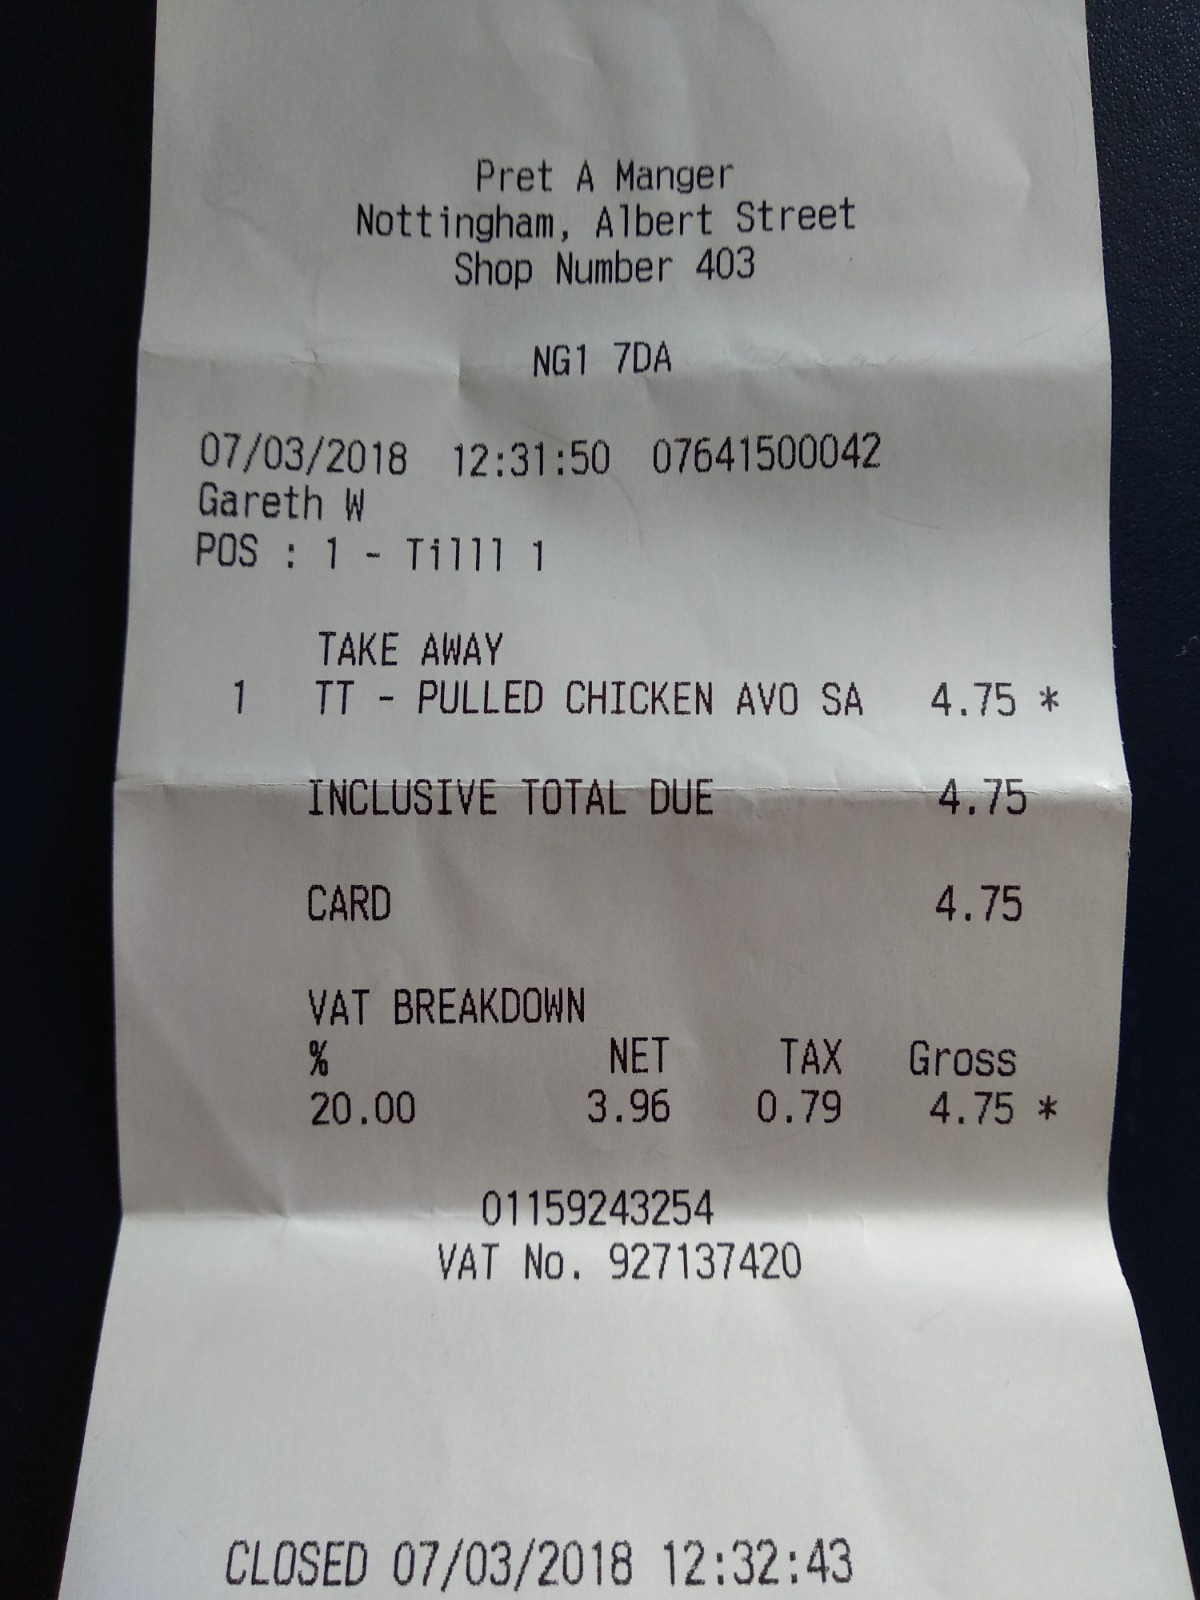 Pret A Manger
Nottingham, Albert Street
Shop Number 403
NG1 7DA
07/03/2018 12:31:50 07641500042
Gareth W
POS : 1 - Tilll 1
TAKE AWAY
1 TT - PULLED CHICKEN AVO SA 4.75 *
INCLUSIVE TOTAL DUE 4.75
CARD 4.75
VAT BREAKDOWN
% NET TAX Gross
20.00 3.96 0.79 4.75 *
01159243254
VAT No. 927137420
CLOSED 07/03/2018 12:32:43